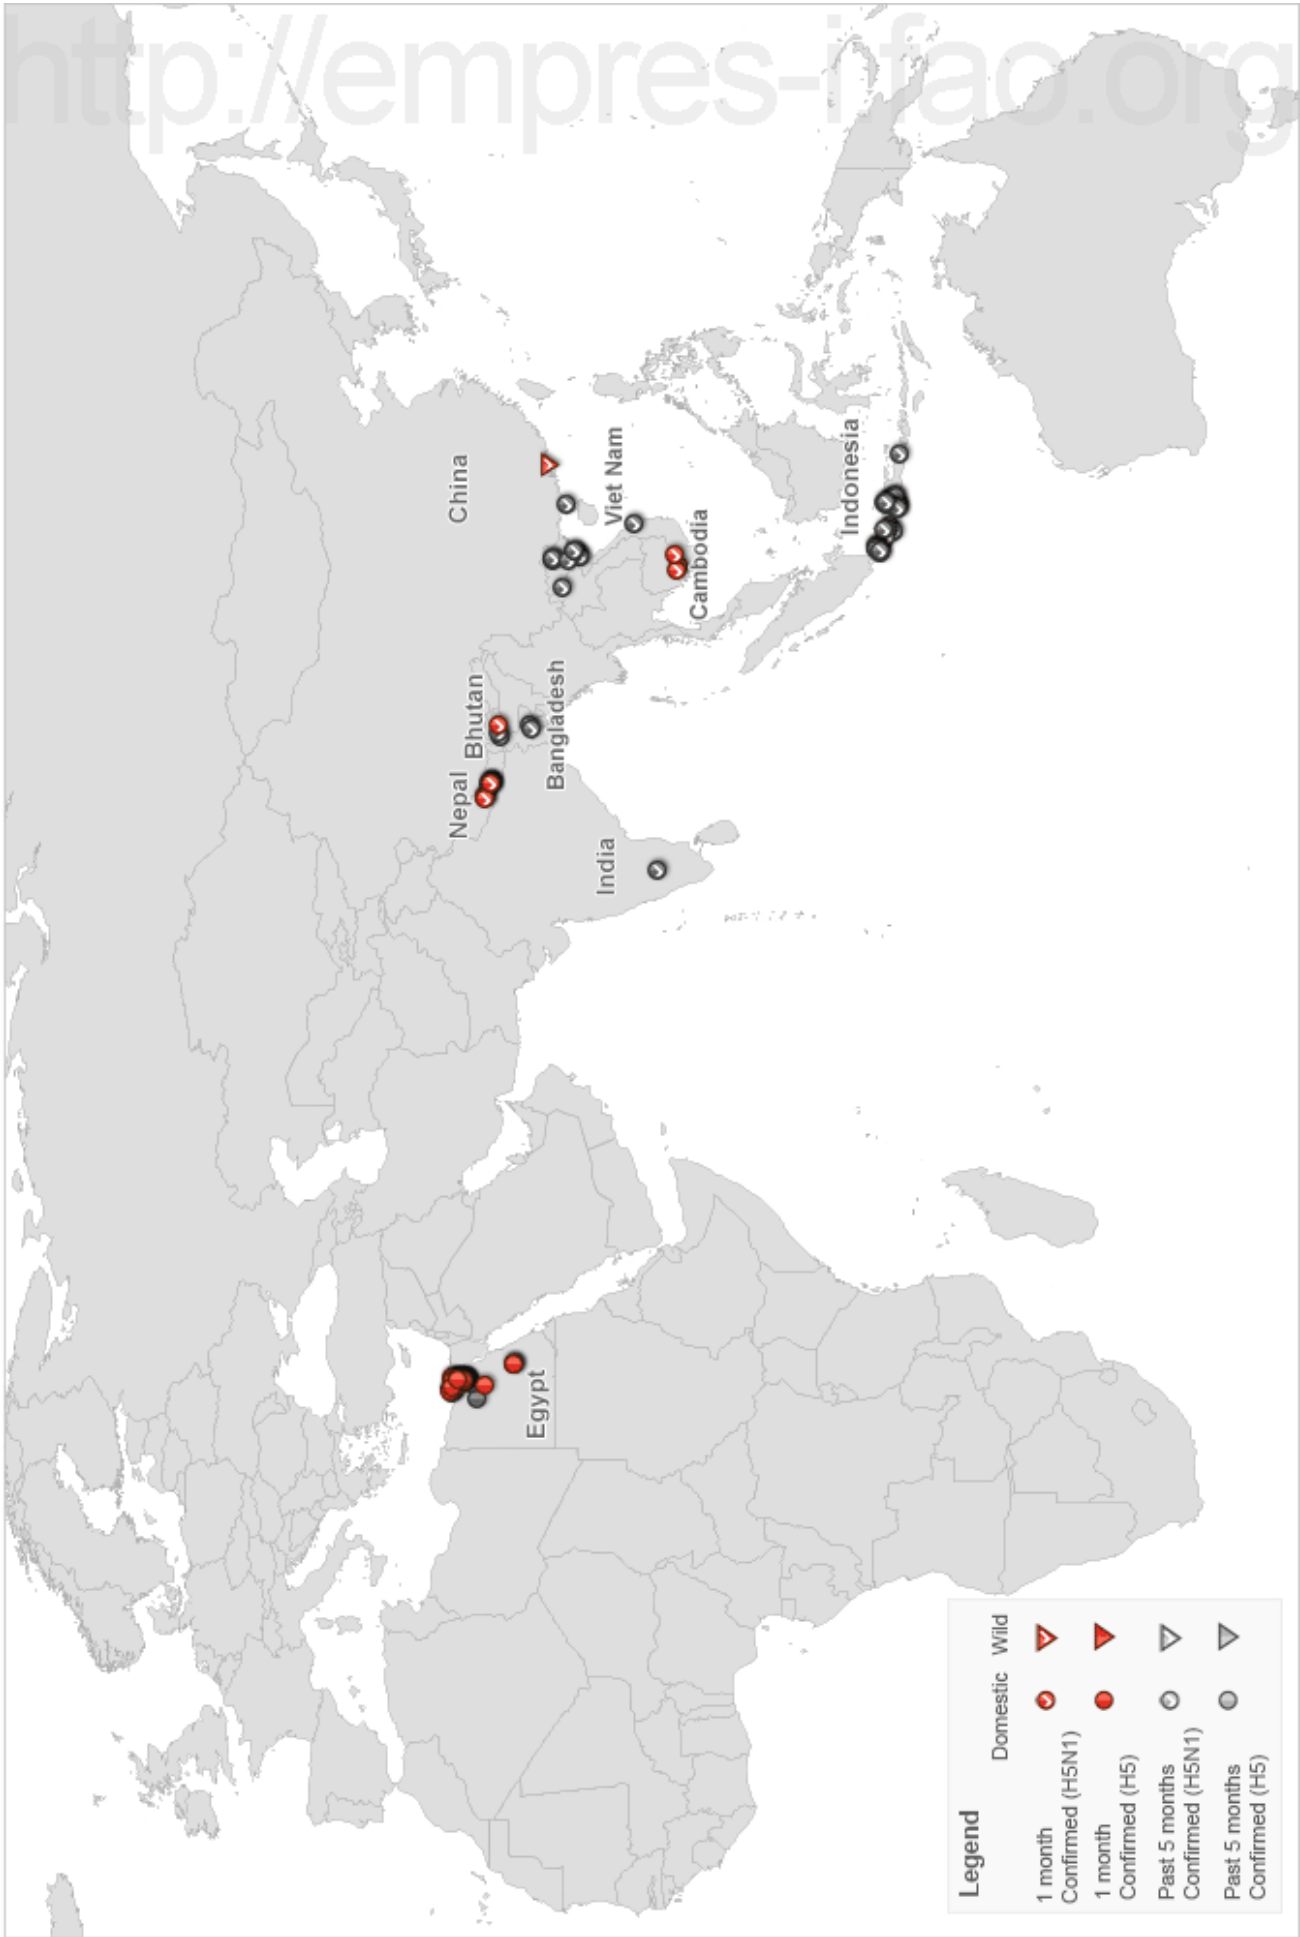 http://empres-i.fao.org
China
Viet Nam
Cambodia
Indonesia
Bhutan
Nepal
Bangladesh
India
Egypt
Legend
Domestic Wild
1 month
Confirmed (H5N1)
1 month
Confirmed (H5)
Past 5 months
Confirmed (H5N1)
Past 5 months
Confirmed (H5)